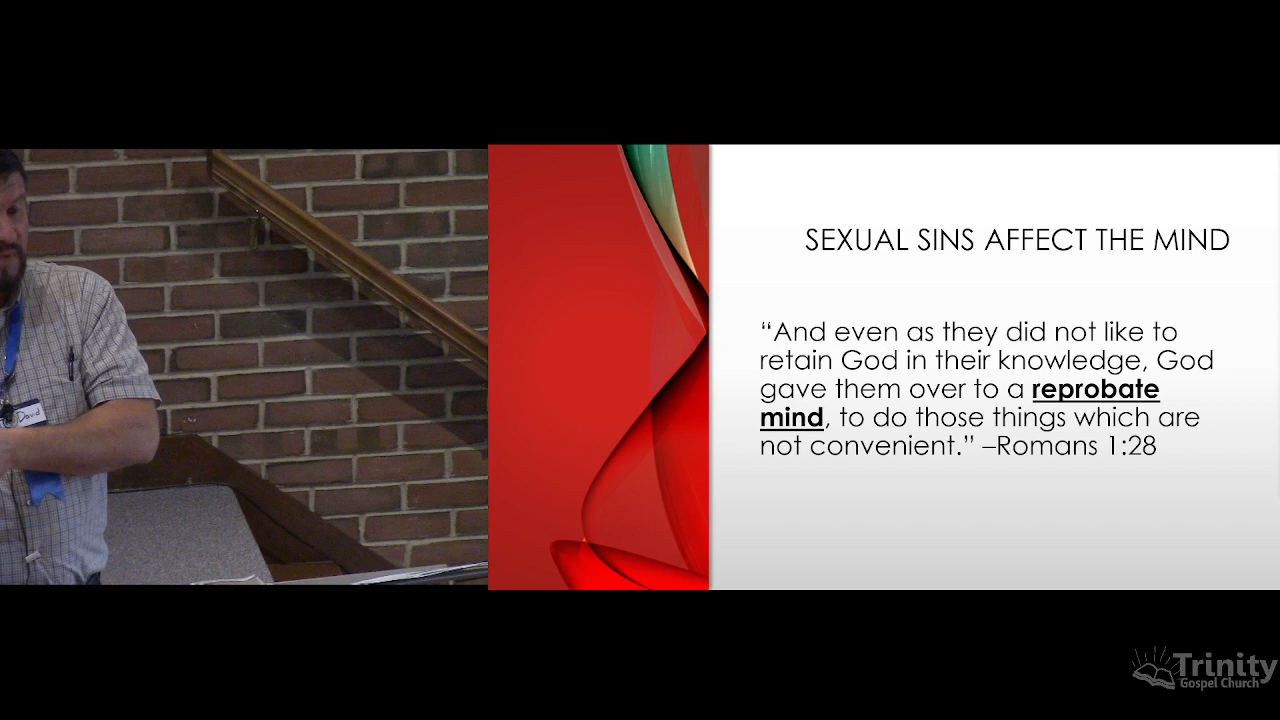 David
SEXUAL SINS AFFECT THE MIND
“And even as they did not like to
retain God in their knowledge, God
gave them over to a reprobate
mind, to do those things which are
not convenient.” –Romans 1:28
Trinity
Gospel Church